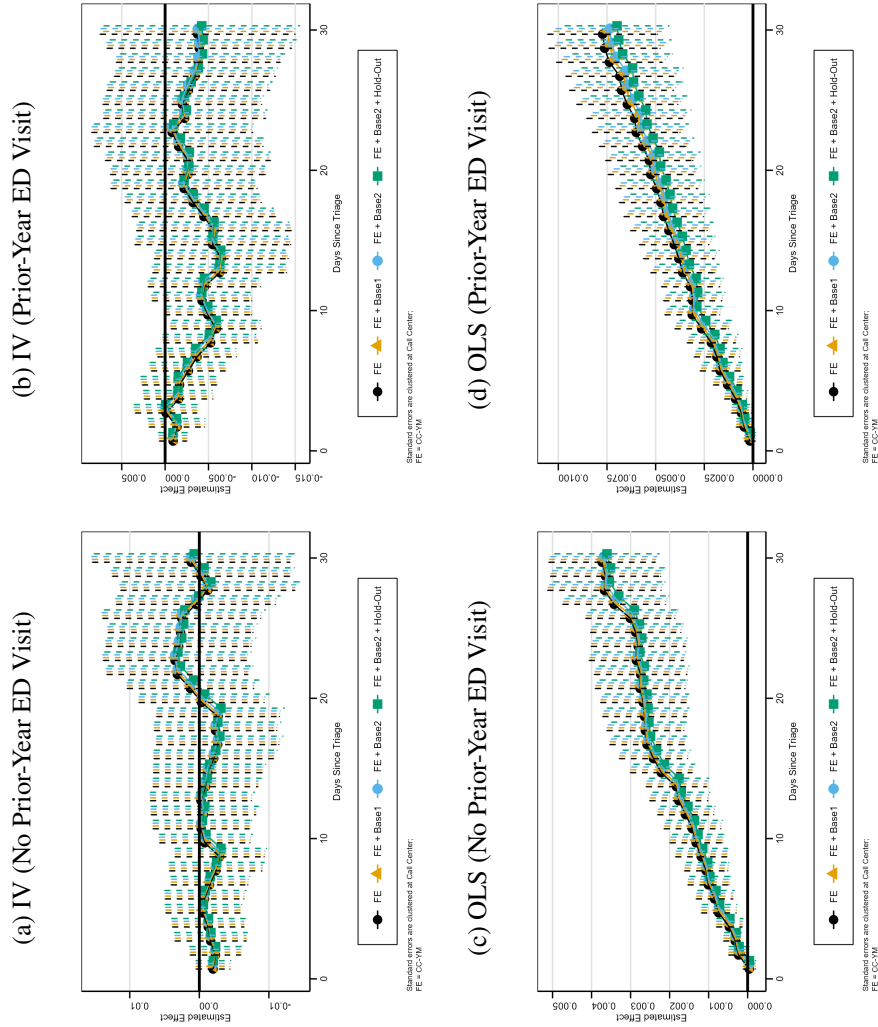 (a) IV (No Prior-Year ED Visit)
Estimated Effect
0.01
0.00
-0.01
0 10 20 30
Days Since Triage
FE FE + Base1 FE + Base2 FE + Base2 + Hold-Out
Standard errors are clustered at Call Center;
FE = CC-YM
(b) IV (Prior-Year ED Visit)
Estimated Effect
0.005
0.000
-0.005
-0.010
-0.015
0 10 20 30
Days Since Triage
FE FE + Base1 FE + Base2 FE + Base2 + Hold-Out
Standard errors are clustered at Call Center;
FE = CC-YM
(c) OLS (No Prior-Year ED Visit)
Estimated Effect
0.005
0.004
0.003
0.002
0.001
0.000
0 10 20 30
Days Since Triage
FE FE + Base1 FE + Base2 FE + Base2 + Hold-Out
Standard errors are clustered at Call Center;
FE = CC-YM
(d) OLS (Prior-Year ED Visit)
Estimated Effect
0.0100
0.0075
0.0050
0.0025
0.0000
0 10 20 30
Days Since Triage
FE FE + Base1 FE + Base2 FE + Base2 + Hold-Out
Standard errors are clustered at Call Center;
FE = CC-YM